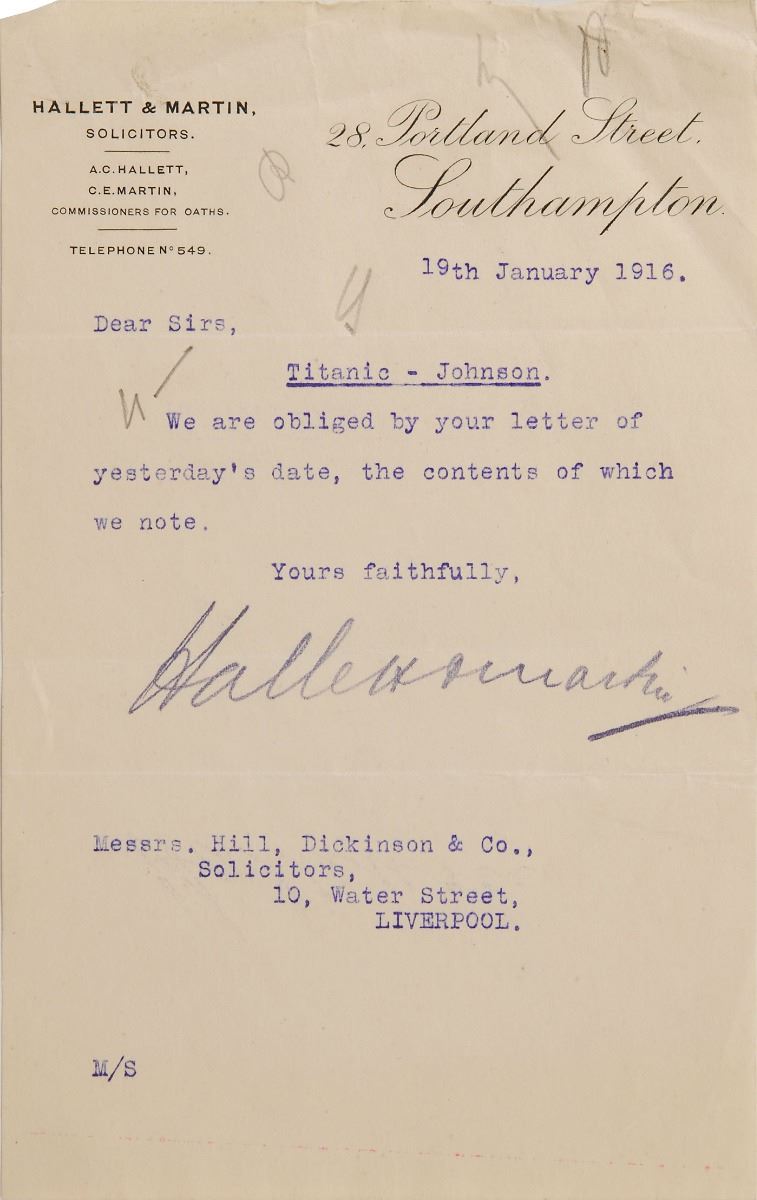 HALLETT & MARTIN,
SOLICITORS.
A.C. HALLETT,
C.E. MARTIN,
COMMISSIONERS FOR OATHS.
TELEPHONE No 549.
28, Portland Street,
Southampton.
19th January 1916.
Dear Sirs,
Titanic - Johnson.
We are obliged by your letter of
yesterday's date, the contents of which
we note.
Yours faithfully,
Hallett & Martin
Messrs. Hill, Dickinson & Co.,
Solicitors,
10, Water Street,
LIVERPOOL.
M/S